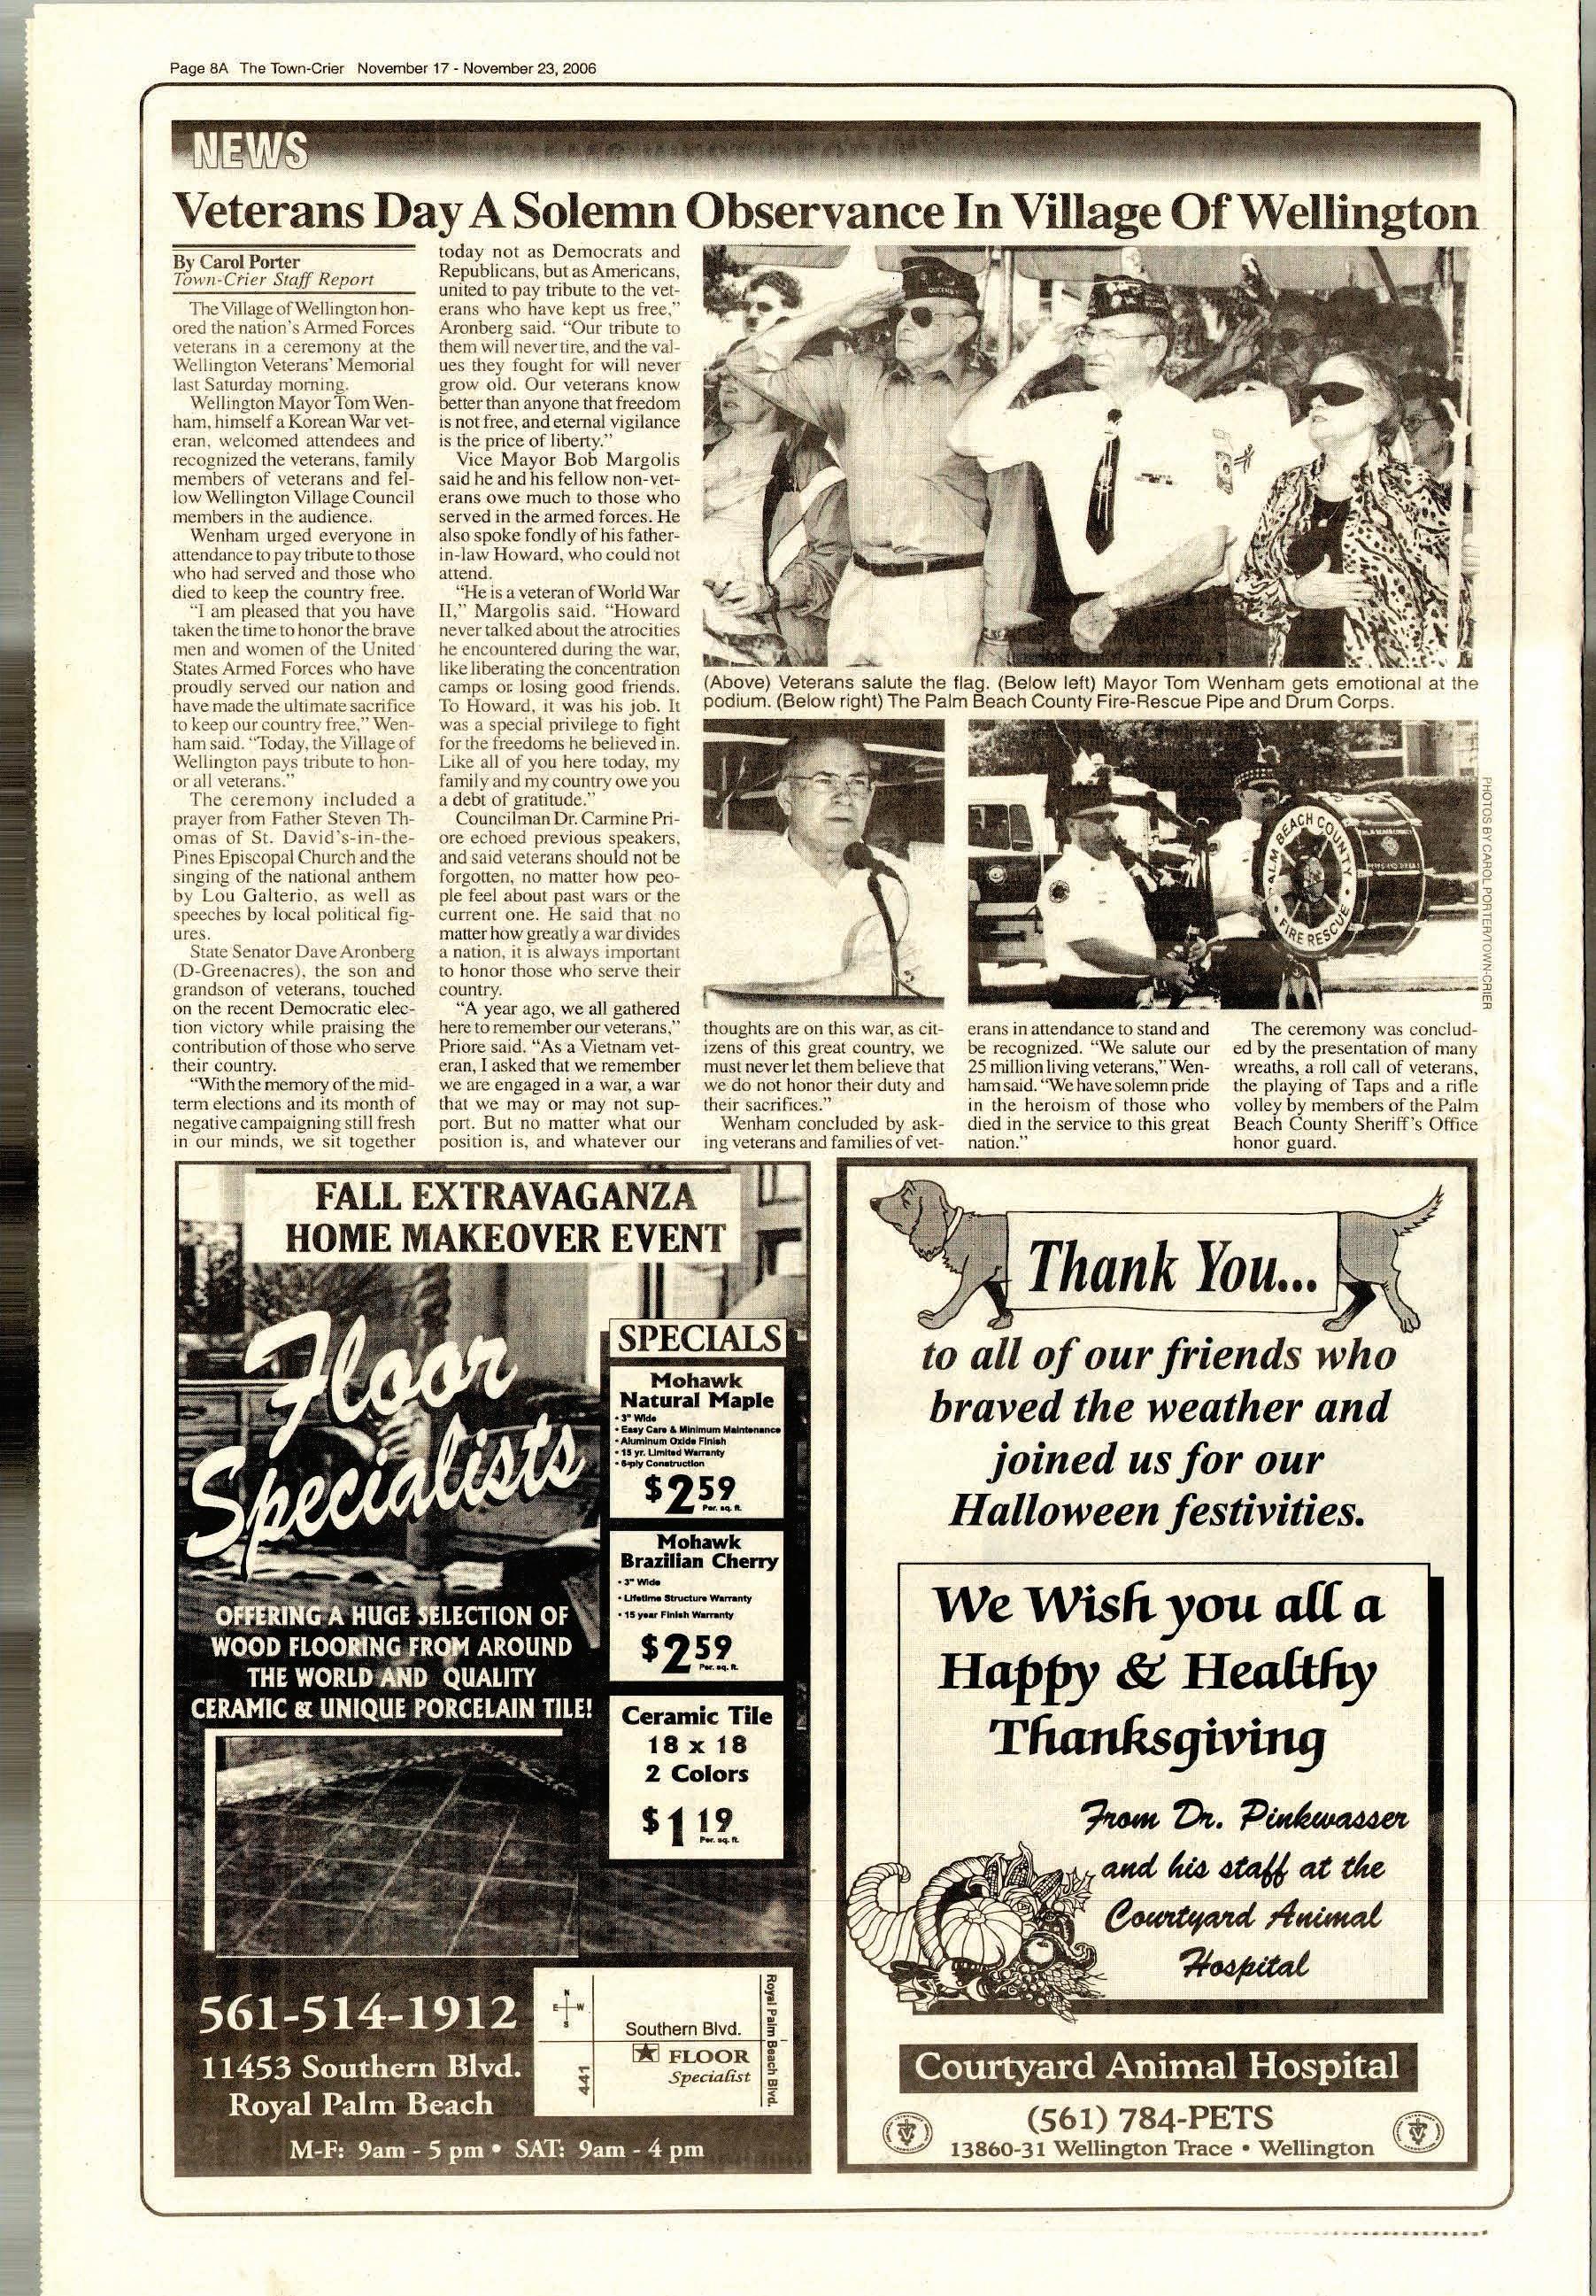 Page 8A The Town-Crier November 17 - November 23, 2006
NEWS
Veterans Day A Solemn Observance In Village Of Wellington
By Carol Porter
Town-Crier Staff Report
The Village of Wellington hon-
ored the nation's Armed Forces
veterans in a ceremony at the
Wellington Veterans' Memorial
last Saturday morning.
Wellington Mayor Tom Wen-
ham, himself a Korean War vet-
eran, welcomed attendees and
recognized the veterans, family
members of veterans and fel-
low Wellington Village Council
members in the audience.
Wenham urged everyone in
attendance to pay tribute to those
who had served and those who
died to keep the country free.
"I am pleased that you have
taken the time to honor the brave
men and women of the United
States Armed Forces who have
proudly served our nation and
have made the ultimate sacrifice
to keep our country free," Wen-
ham said. "Today, the Village of
Wellington pays tribute to hon-
or all veterans."
The ceremony included a
prayer from Father Steven Th-
omas of St. David's-in-the-
Pines Episcopal Church and the
singing of the national anthem
by Lou Galterio, as well as
speeches by local political fig-
ures.
State Senator Dave Aronberg
(D-Greenacres), the son and
grandson of veterans, touched
on the recent Democratic elec-
tion victory while praising the
contribution of those who serve
their country.
"With the memory of the mid-
term elections and its month of
negative campaigning still fresh
in our minds, we sit together
today not as Democrats and
Republicans, but as Americans,
united to pay tribute to the vet-
erans who have kept us free,"
Aronberg said. "Our tribute to
them will never tire, and the val-
ues they fought for will never
grow old. Our veterans know
better than anyone that freedom
is not free, and eternal vigilance
is the price of liberty."
Vice Mayor Bob Margolis
said he and his fellow non-vet-
erans owe much to those who
served in the armed forces. He
also spoke fondly of his father-
in-law Howard, who could not
attend.
"He is a veteran of World War
II," Margolis said. "Howard
never talked about the atrocities
he encountered during the war,
like liberating the concentration
camps or losing good friends.
To Howard, it was his job. It
was a special privilege to fight
for the freedoms he believed in.
Like all of you here today, my
family and my country owe you
a debt of gratitude."
Councilman Dr. Carmine Pri-
ore echoed previous speakers,
and said veterans should not be
forgotten, no matter how peo-
ple feel about past wars or the
current one. He said that no
matter how greatly a war divides
a nation, it is always important
to honor those who serve their
country.
"A year ago, we all gathered
here to remember our veterans,"
Priore said. "As a Vietnam vet-
eran, I asked that we remember
we are engaged in a war, a war
that we may or may not sup-
port. But no matter what our
position is, and whatever our
(Above) Veterans salute the flag. (Below left) Mayor Tom Wenham gets emotional at the
podium. (Below right) The Palm Beach County Fire-Rescue Pipe and Drum Corps.
PALM BEACH COUNTY
FIRE RESCUE
PHOTOS BY CAROL PORTER/TOWN-CRIER
thoughts are on this war, as cit-
izens of this great country, we
must never let them believe that
we do not honor their duty and
their sacrifices."
Wenham concluded by ask-
ing veterans and families of vet-
erans in attendance to stand and
be recognized. "We salute our
25 million living veterans," Wen-
ham said. "We have solemn pride
in the heroism of those who
died in the service to this great
nation."
The ceremony was conclud-
ed by the presentation of many
wreaths, a roll call of veterans,
the playing of Taps and a rifle
volley by members of the Palm
Beach County Sheriff's Office
honor guard.
FALL EXTRAVAGANZA
HOME MAKEOVER EVENT
Floor
Specialists
OFFERING A HUGE SELECTION OF
WOOD FLOORING FROM AROUND
THE WORLD AND QUALITY
CERAMIC & UNIQUE PORCELAIN TILE!
SPECIALS
Mohawk
Natural Maple
• 3" Wide
• Easy Care & Minimum Maintenance
• Aluminum Oxide Finish
• 15 yr. Limited Warranty
• 5-ply Construction
$2 59
Per. sq. ft.
Mohawk
Brazilian Cherry
• 3" Wide
• Lifetime Structure Warranty
• 15 year Finish Warranty
$2 59
Per. sq. ft.
Ceramic Tile
18 x 18
2 Colors
$1 19
Per. sq. ft.
561-514-1912
11453 Southern Blvd.
Royal Palm Beach
M-F: 9am - 5 pm • SAT: 9am - 4 pm
N
E W
S
Southern Blvd.
FLOOR
Specialist
441
Royal Palm Beach Blvd.
Thank You...
to all of our friends who
braved the weather and
joined us for our
Halloween festivities.
We Wish you all a
Happy & Healthy
Thanksgiving
From Dr. Pinkwasser
and his staff at the
Courtyard Animal
Hospital
Courtyard Animal Hospital
(561) 784-PETS
13860-31 Wellington Trace • Wellington